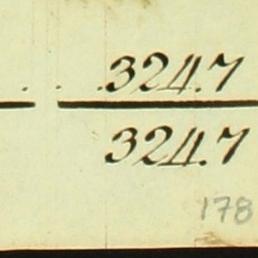 . . . 324.7
324.7
178